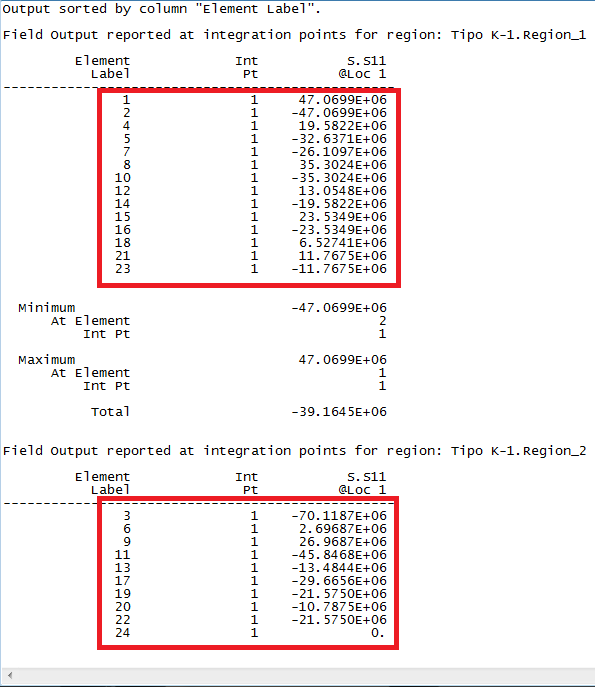 Output sorted by column "Element Label".
Field Output reported at integration points for region: Tipo K-1.Region_1
Element Int S.S11
Label Pt @Loc 1
-------------------------------------------------
1 1 47.0699E+06
2 1 -47.0699E+06
4 1 19.5822E+06
5 1 -32.6371E+06
7 1 -26.1097E+06
8 1 35.3024E+06
10 1 -35.3024E+06
12 1 13.0548E+06
14 1 -19.5822E+06
15 1 23.5349E+06
16 1 -23.5349E+06
18 1 6.52741E+06
21 1 11.7675E+06
23 1 -11.7675E+06
Minimum -47.0699E+06
At Element 2
Int Pt 1
Maximum 47.0699E+06
At Element 1
Int Pt 1
Total -39.1645E+06
Field Output reported at integration points for region: Tipo K-1.Region_2
Element Int S.S11
Label Pt @Loc 1
-------------------------------------------------
3 1 -70.1187E+06
6 1 2.69687E+06
9 1 26.9687E+06
11 1 -45.8468E+06
13 1 -13.4844E+06
17 1 -29.6656E+06
19 1 -21.5750E+06
20 1 -10.7875E+06
22 1 -21.5750E+06
24 1 0.